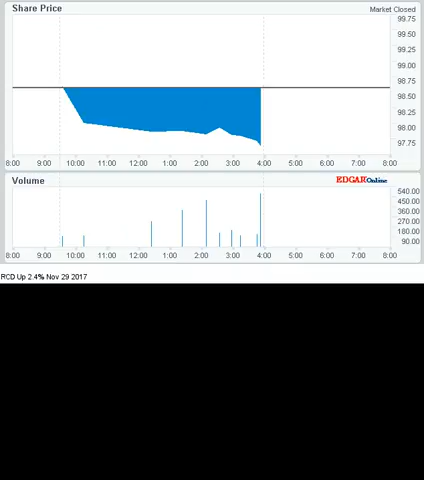 Share Price
Market Closed
99.75
99.50
99.25
99.00
98.75
98.50
98.25
98.00
97.75
8:00 9:00 10:00 11:00 12:00 1:00 2:00 3:00 4:00 5:00 6:00 7:00 8:00
Volume
EDGAROnline
540.00
450.00
360.00
270.00
180.00
90.00
8:00 9:00 10:00 11:00 12:00 1:00 2:00 3:00 4:00 5:00 6:00 7:00 8:00
RCD Up 2.4% Nov 29 2017